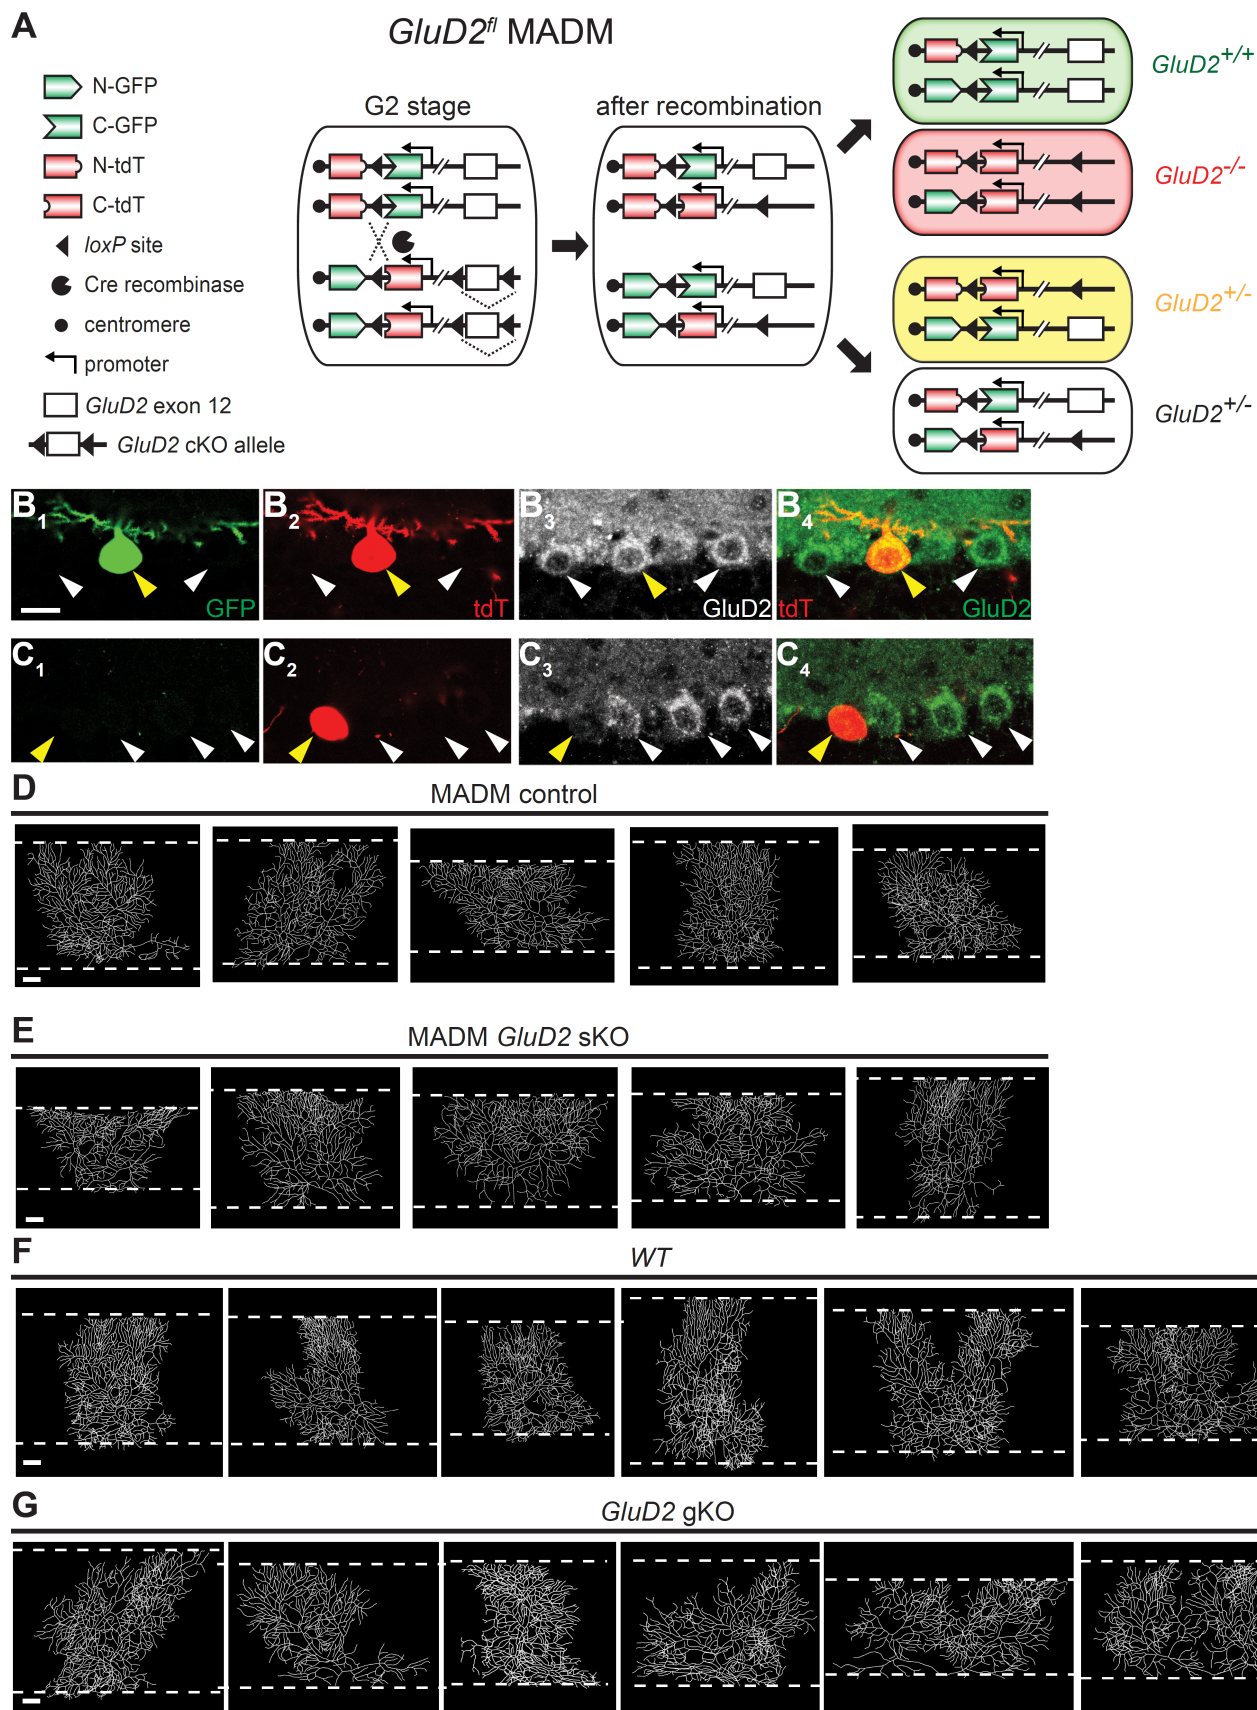 A
GluD2fl MADM
N-GFP
C-GFP
N-tdT
C-tdT
loxP site
Cre recombinase
centromere
promoter
GluD2 exon 12
GluD2 cKO allele
G2 stage
after recombination
GluD2+/+
GluD2-/-
GluD2+/-
GluD2+/-
B1
GFP
B2
tdT
B3
GluD2
B4
tdT
GluD2
C1
C2
C3
C4
D
MADM control
E
MADM GluD2 sKO
F
WT
G
GluD2 gKO